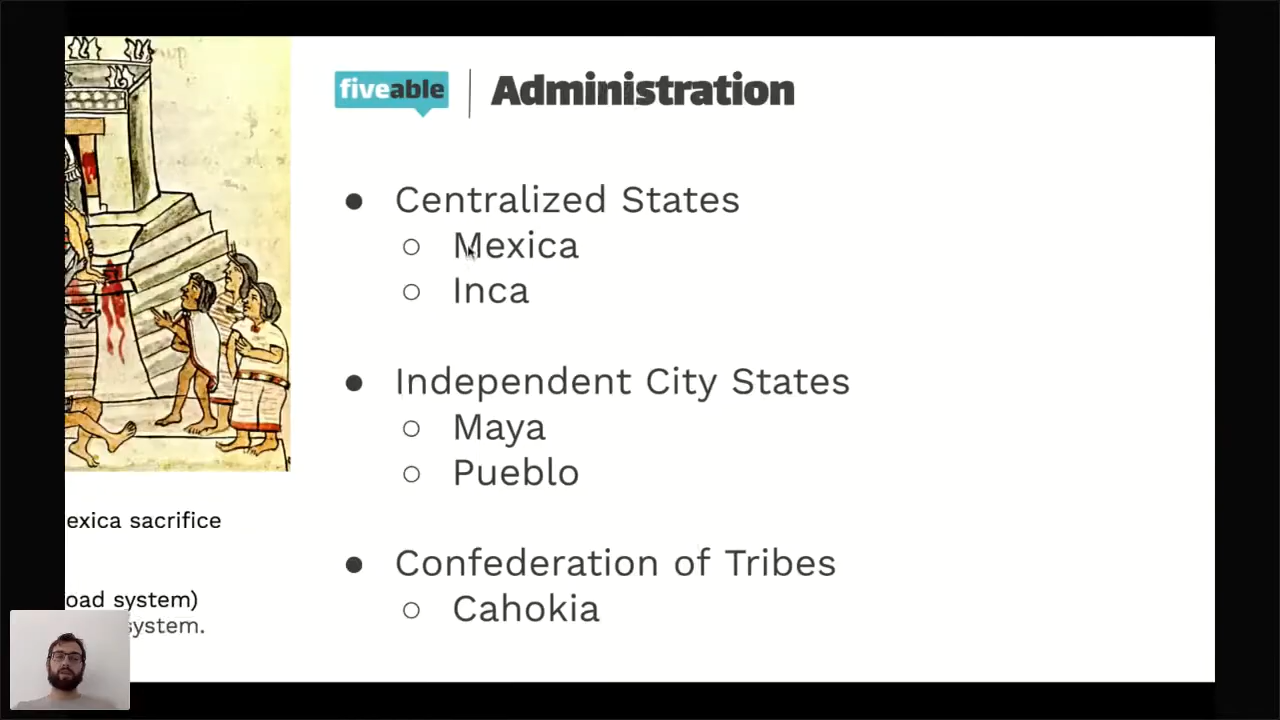 fiveable
Administration
● Centralized States
○ Mexica
○ Inca
● Independent City States
○ Maya
○ Pueblo
● Confederation of Tribes
○ Cahokia
exica sacrifice
oad system)
system.